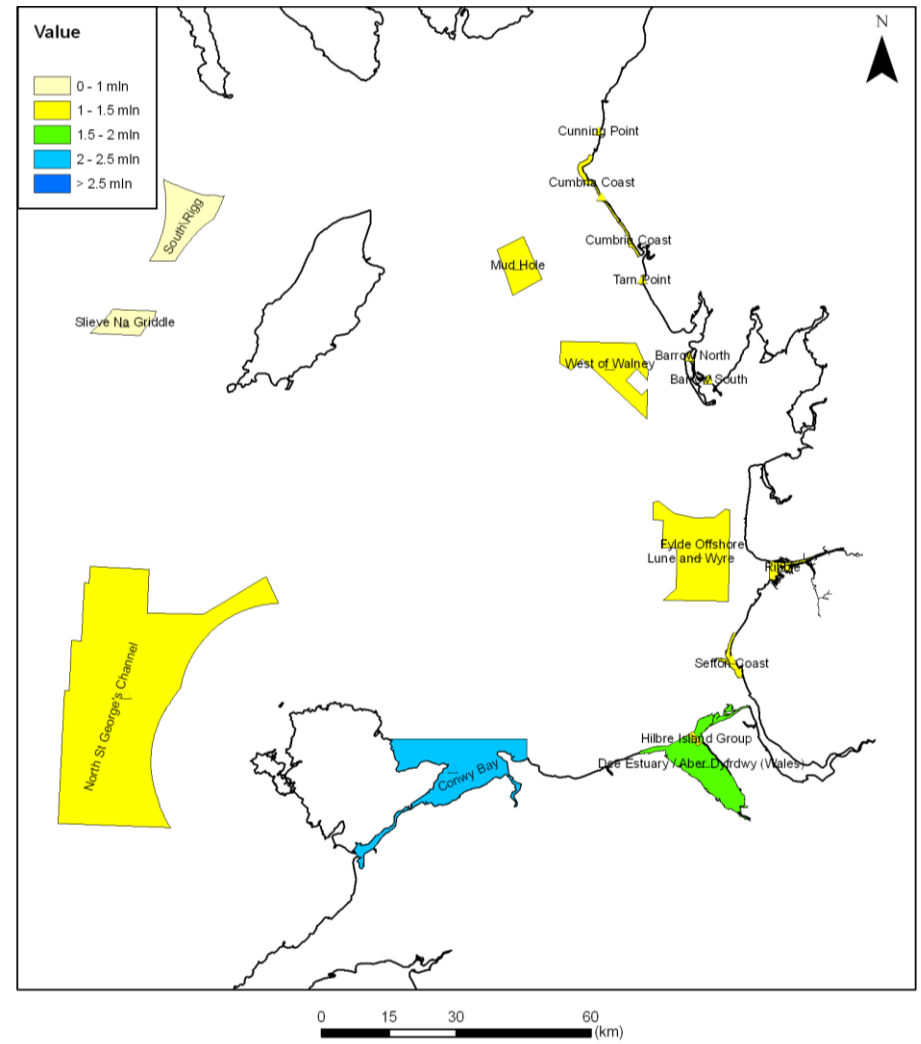 Value
0 - 1 mln
1 - 1.5 mln
1.5 - 2 mln
2 - 2.5 mln
> 2.5 mln
N
Cunning Point
Cumbria Coast
South Rigg
Cumbria Coast
Mud Hole
Tarn Point
Slieve Na Griddle
Barrow North
West of Walney
Barrow South
Fylde Offshore
Lune and Wyre
Ribble
North St George's Channel
Sefton Coast
Hilbre Island Group
Dee Estuary / Aber Dyfrdwy (Wales)
Conwy Bay
0 15 30 60
(km)